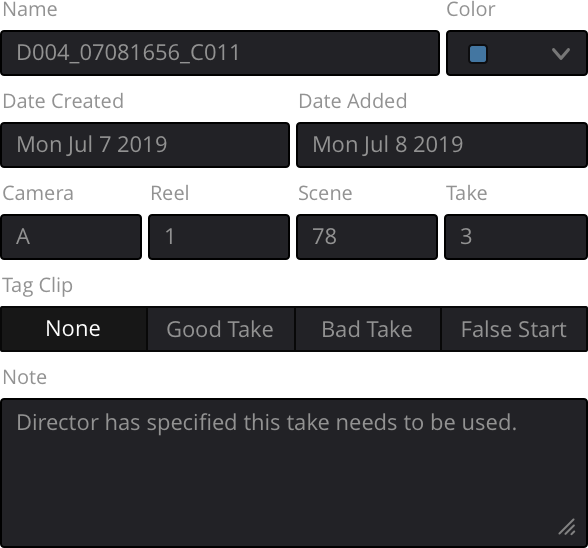 Name Color
D004_07081656_C011
Date Created Date Added
Mon Jul 7 2019 Mon Jul 8 2019
Camera Reel Scene Take
A 1 78 3
Tag Clip
None Good Take Bad Take False Start
Note
Director has specified this take needs to be used.